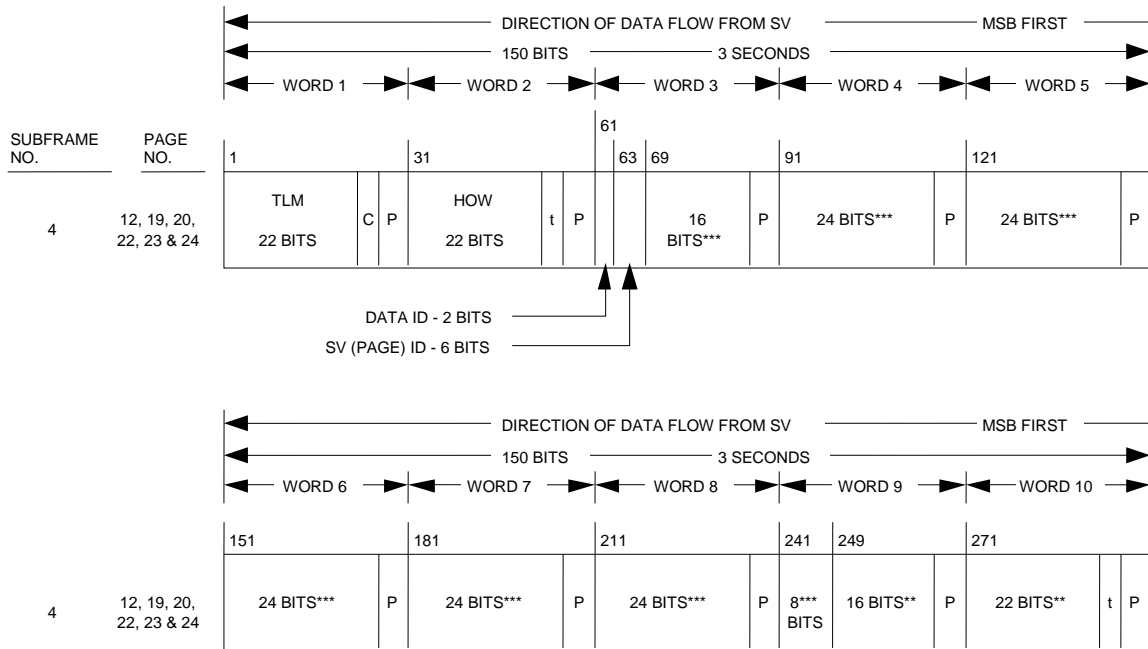 DIRECTION OF DATA FLOW FROM SV MSB FIRST
150 BITS 3 SECONDS
WORD 1 WORD 2 WORD 3 WORD 4 WORD 5
SUBFRAME NO.
PAGE NO.
1 31 61 63 69 91 121
4
12, 19, 20,
22, 23 & 24
TLM
22 BITS
C
P
HOW
22 BITS
t
P
16
BITS***
P
24 BITS***
P
24 BITS***
P
DATA ID - 2 BITS
SV (PAGE) ID - 6 BITS
DIRECTION OF DATA FLOW FROM SV MSB FIRST
150 BITS 3 SECONDS
WORD 6 WORD 7 WORD 8 WORD 9 WORD 10
151 181 211 241 249 271
4
12, 19, 20,
22, 23 & 24
24 BITS***
P
24 BITS***
P
24 BITS***
P
8***
BITS
16 BITS**
P
22 BITS**
t
P